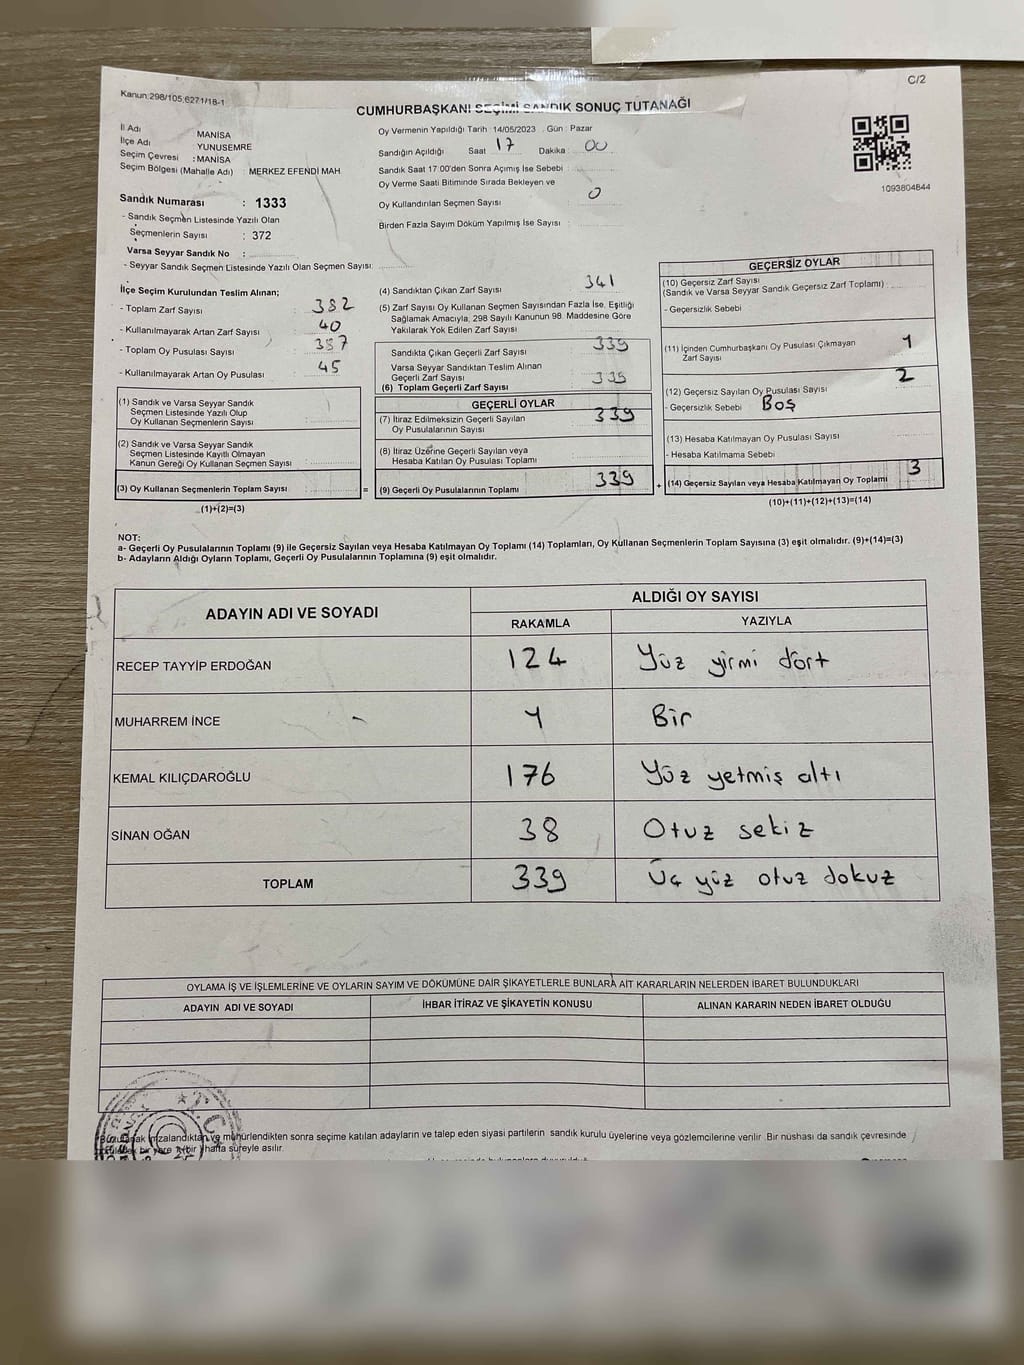 C/2
Kanun:298/105,6271/18-1
CUMHURBAŞKANI SEÇİMİ SANDIK SONUÇ TUTANAĞI
İl Adı MANİSA
İlçe Adı YUNUSEMRE
Seçim Çevresi : MANİSA
Seçim Bölgesi (Mahalle Adı) : MERKEZ EFENDİ MAH
Sandık Numarası : 1333
- Sandık Seçmen Listesinde Yazılı Olan
Seçmenlerin Sayısı : 372
Varsa Seyyar Sandık No :
- Seyyar Sandık Seçmen Listesinde Yazılı Olan Seçmen Sayısı:
Oy Vermenin Yapıldığı Tarih : 14/05/2023 . Gün : Pazar
Sandığın Açıldığı Saat 17 Dakika : 00
Sandık Saat 17:00'den Sonra Açımış İse Sebebi :
Oy Verme Saati Bitiminde Sırada Bekleyen ve
Oy Kullandırılan Seçmen Sayısı : 0
Birden Fazla Sayım Döküm Yapılmış İse Sayısı :
1093804844
İlçe Seçim Kurulundan Teslim Alınan;
- Toplam Zarf Sayısı : 382
- Kullanılmayarak Artan Zarf Sayısı : 40
- Toplam Oy Pusulası Sayısı : 387
- Kullanılmayarak Artan Oy Pusulası : 45
(1) Sandık ve Varsa Seyyar Sandık
Seçmen Listesinde Yazılı Olup
Oy Kullanan Seçmenlerin Sayısı :
(2) Sandık ve Varsa Seyyar Sandık
Seçmen Listesinde Kayıtlı Olmayan
Kanun Gereği Oy Kullanan Seçmen Sayısı :
(3) Oy Kullanan Seçmenlerin Toplam Sayısı :
(1)+(2)=(3)
(4) Sandıktan Çıkan Zarf Sayısı : 341
(5) Zarf Sayısı Oy Kullanan Seçmen Sayısından Fazla İse, Eşitliği
Sağlamak Amacıyla, 298 Sayılı Kanunun 98. Maddesine Göre
Yakılarak Yok Edilen Zarf Sayısı :
Sandıkta Çıkan Geçerli Zarf Sayısı : 339
Varsa Seyyar Sandıktan Teslim Alınan
Geçerli Zarf Sayısı
(6) Toplam Geçerli Zarf Sayısı : 339
GEÇERLİ OYLAR
(7) İtiraz Edilmeksizin Geçerli Sayılan
Oy Pusulalarının Sayısı : 339
(8) İtiraz Üzerine Geçerli Sayılan veya
Hesaba Katılan Oy Pusulası Toplamı :
= (9) Geçerli Oy Pusulalarının Toplamı : 339
GEÇERSİZ OYLAR
(10) Geçersiz Zarf Sayısı
(Sandık ve Varsa Seyyar Sandık Geçersiz Zarf Toplamı) :
- Geçersizlik Sebebi :
(11) İçinden Cumhurbaşkanı Oy Pusulası Çıkmayan
Zarf Sayısı : 1
(12) Geçersiz Sayılan Oy Pusulası Sayısı : 2
- Geçersizlik Sebebi : Boş
(13) Hesaba Katılmayan Oy Pusulası Sayısı :
- Hesaba Katılmama Sebebi :
+ (14) Geçersiz Sayılan veya Hesaba Katılmayan Oy Toplamı : 3
(10)+(11)+(12)+(13)=(14)
NOT:
a- Geçerli Oy Pusulalarının Toplamı (9) ile Geçersiz Sayılan veya Hesaba Katılmayan Oy Toplamı (14) Toplamları, Oy Kullanan Seçmenlerin Toplam Sayısına (3) eşit olmalıdır. (9)+(14)=(3)
b- Adayların Aldığı Oyların Toplamı, Geçerli Oy Pusulalarının Toplamına (9) eşit olmalıdır.
ADAYIN ADI VE SOYADI ALDIĞI OY SAYISI
RAKAMLA YAZIYLA
RECEP TAYYİP ERDOĞAN 124 Yüz yirmi dört
MUHARREM İNCE 1 Bir
KEMAL KILIÇDAROĞLU 176 Yüz yetmiş altı
SİNAN OĞAN 38 Otuz sekiz
TOPLAM 339 Üç yüz otuz dokuz
OYLAMA İŞ VE İŞLEMLERİNE VE OYLARIN SAYIM VE DÖKÜMÜNE DAİR ŞİKAYETLERLE BUNLARA AİT KARARLARIN NELERDEN İBARET BULUNDUKLARI
ADAYIN ADI VE SOYADI İHBAR İTİRAZ VE ŞİKAYETİN KONUSU ALINAN KARARIN NEDEN İBARET OLDUĞU
T.C.
imzalandıktan ve mühürlendikten sonra seçime katılan adayların ve talep eden siyasi partilerin sandık kurulu üyelerine veya gözlemcilerine verilir. Bir nüshası da sandık çevresinde
bir yere 1 (bir) hafta süreyle asılır.